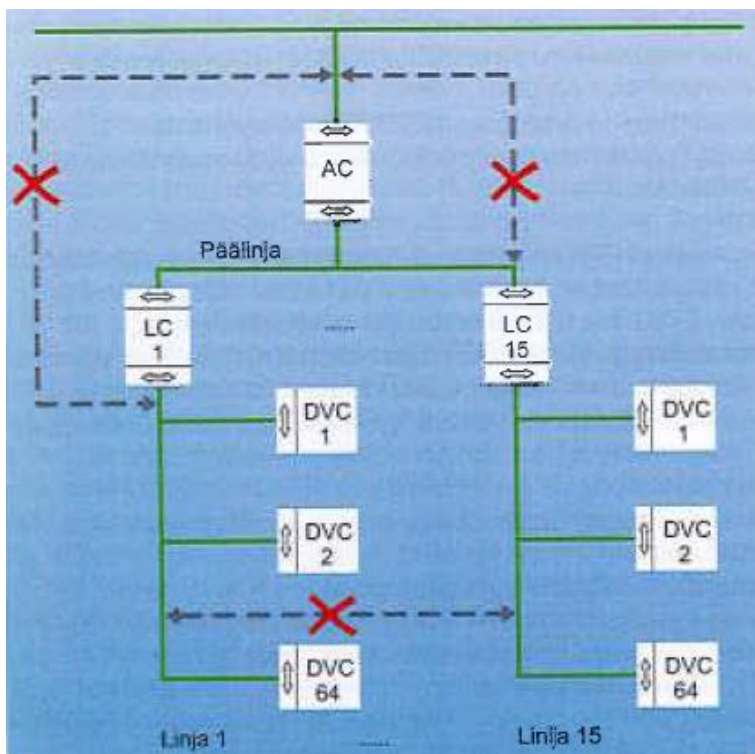 AC
Päälinja
LC
1
.....
LC
15
DVC
1
DVC
1
DVC
2
DVC
2
DVC
64
DVC
64
Linja 1
.....
Linija 15